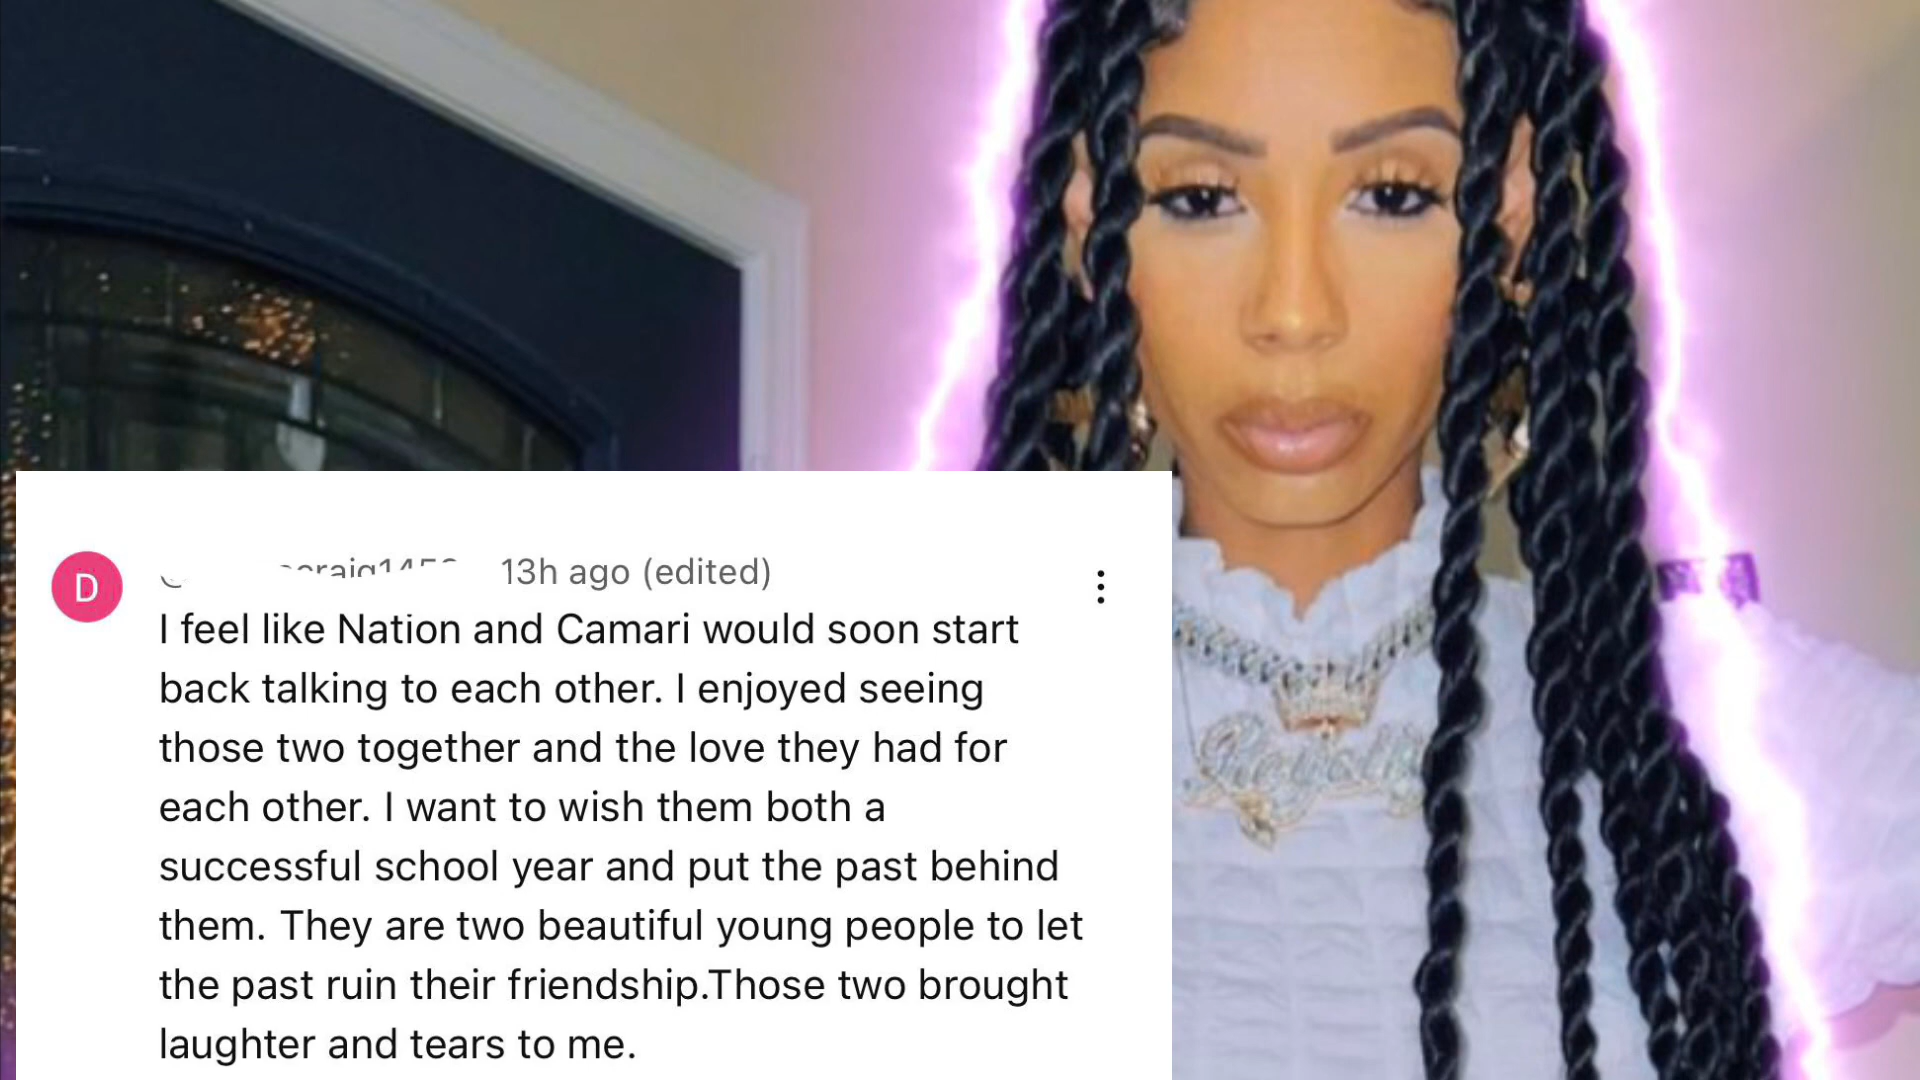 D
13h ago (edited)
I feel like Nation and Camari would soon start
back talking to each other. I enjoyed seeing
those two together and the love they had for
each other. I want to wish them both a
successful school year and put the past behind
them. They are two beautiful young people to let
the past ruin their friendship.Those two brought
laughter and tears to me.